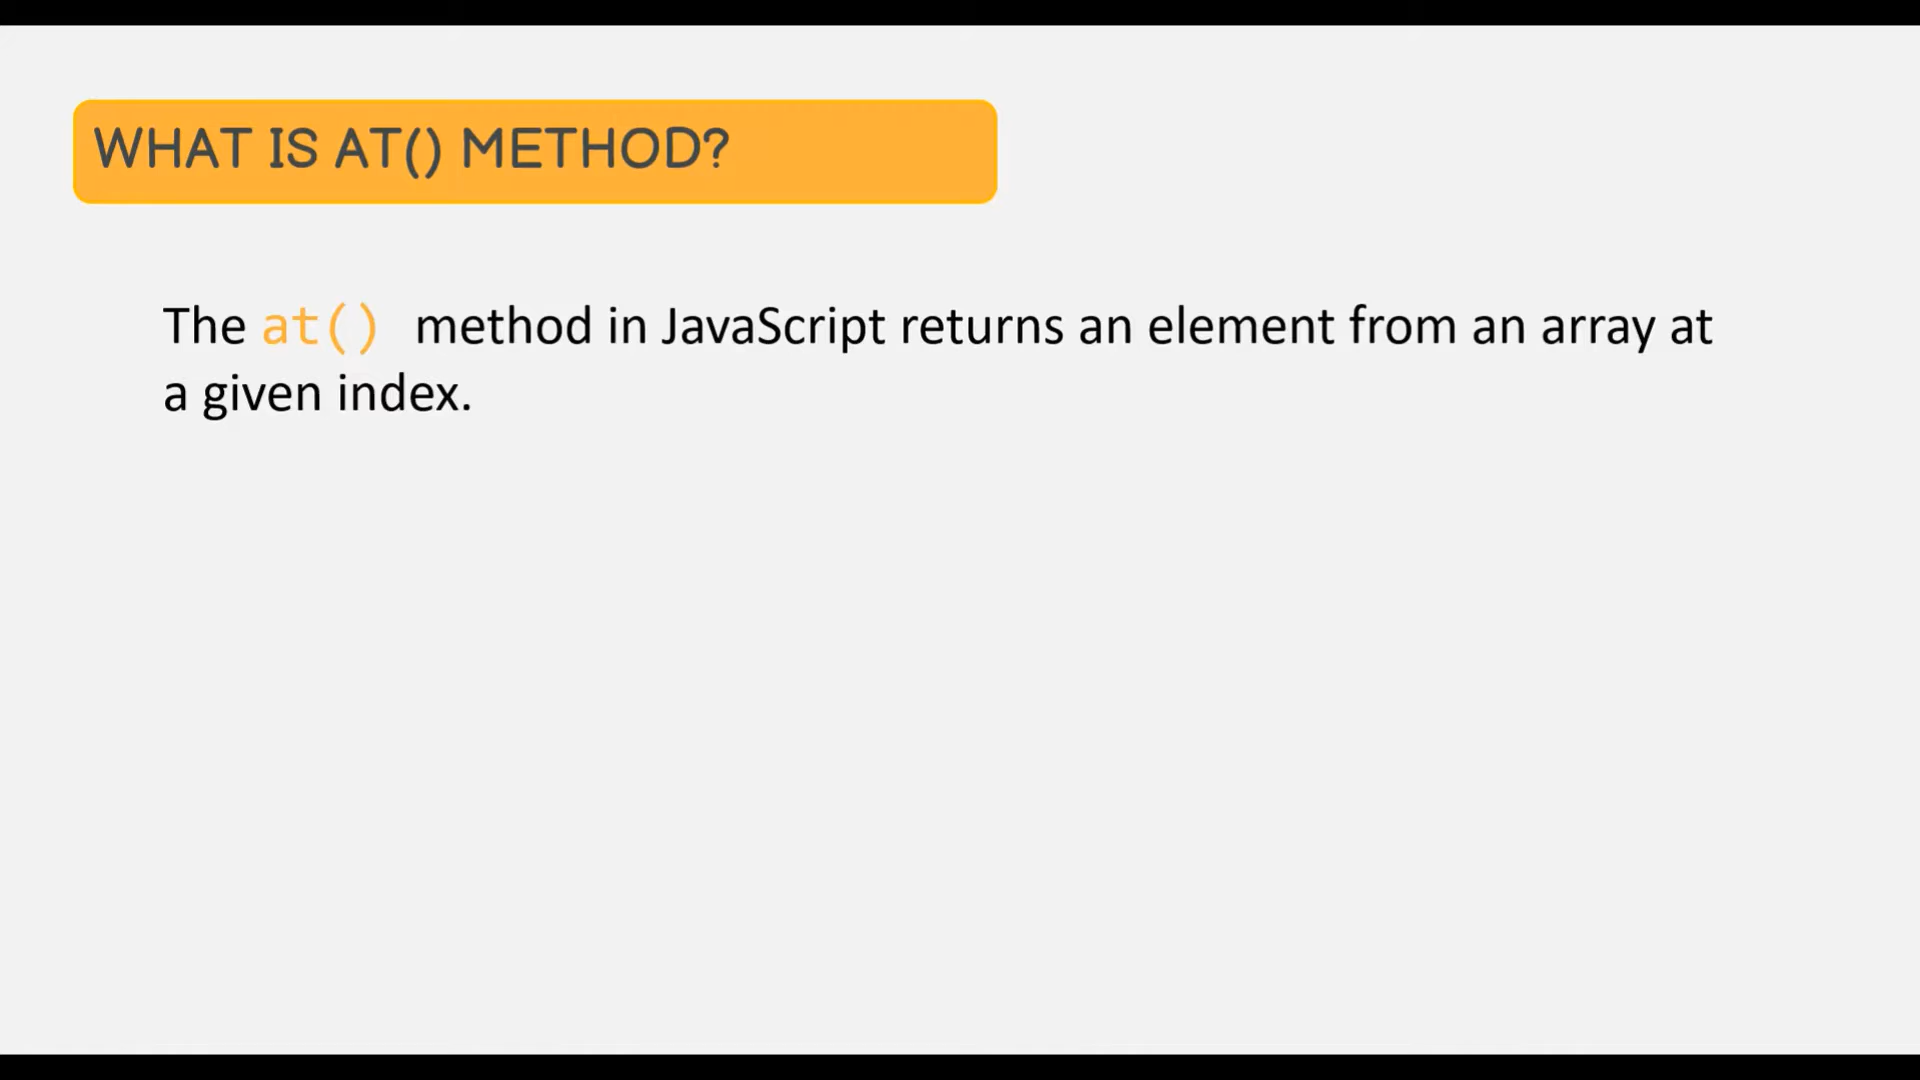 WHAT IS AT() METHOD?
The at() method in JavaScript returns an element from an array at
a given index.